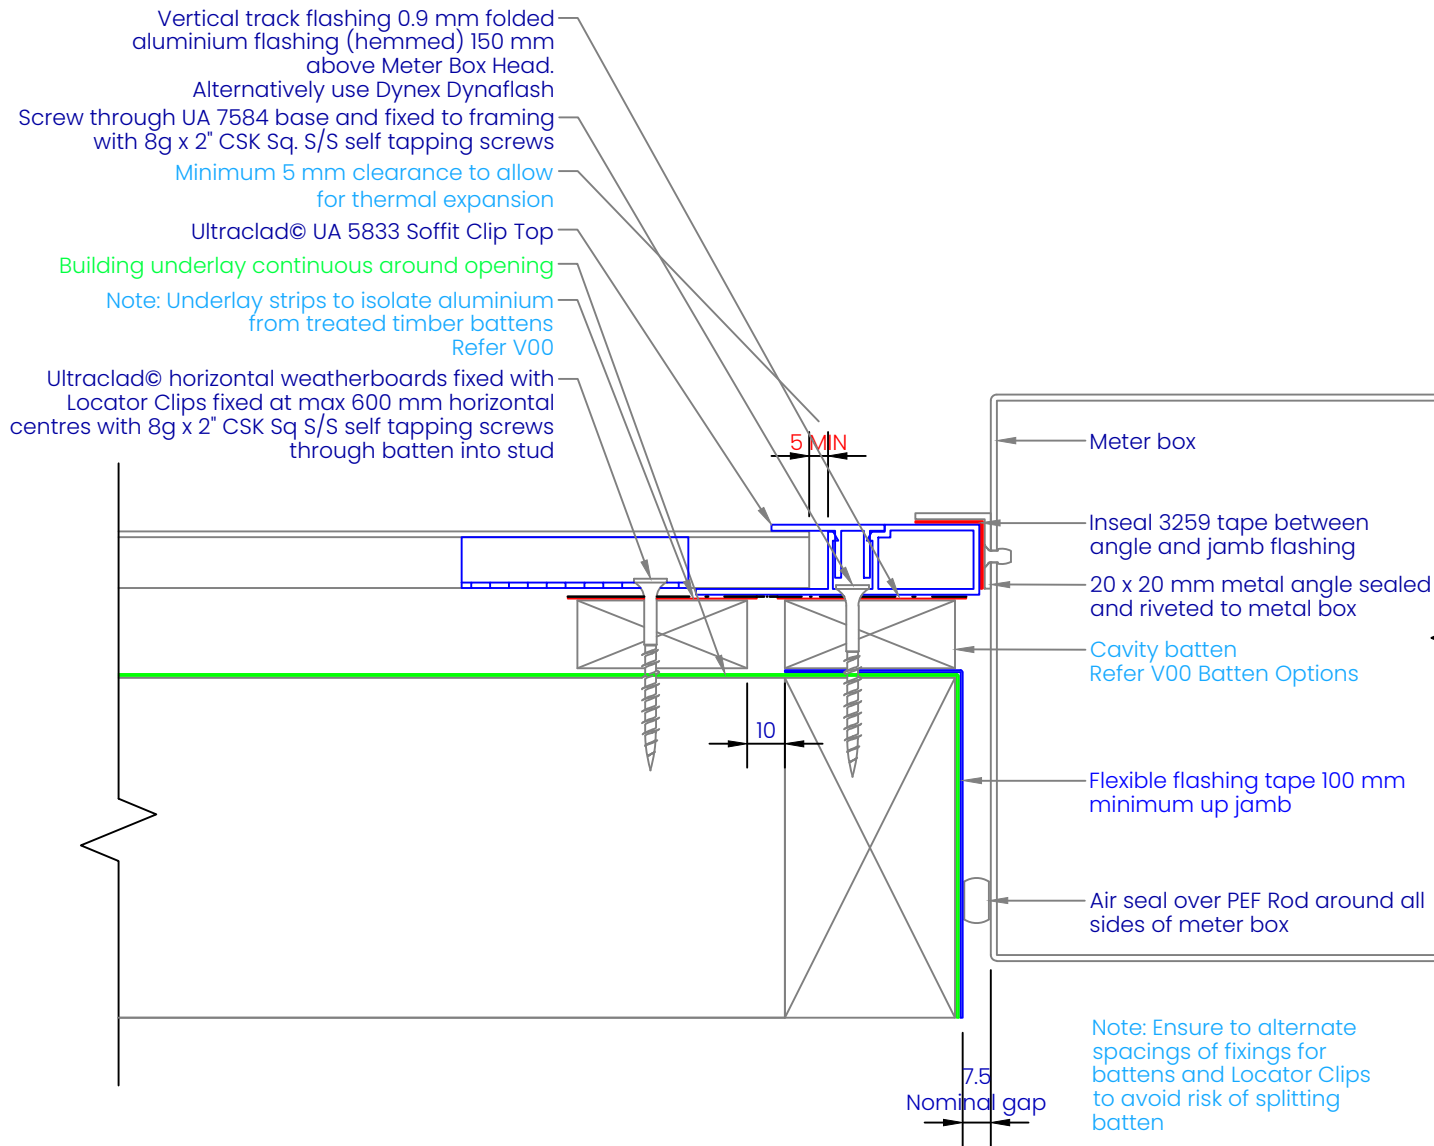 Vertical track flashing 0.9 mm folded
aluminium flashing (hemmed) 150 mm
above Meter Box Head.
Alternatively use Dynex Dynaflash
Screw through UA 7584 base and fixed to framing
with 8g x 2" CSK Sq. S/S self tapping screws
Minimum 5 mm clearance to allow
for thermal expansion
Ultraclad© UA 5833 Soffit Clip Top
Building underlay continuous around opening
Note: Underlay strips to isolate aluminium
from treated timber battens
Refer V00
Ultraclad© horizontal weatherboards fixed with
Locator Clips fixed at max 600 mm horizontal
centres with 8g x 2" CSK Sq S/S self tapping screws
through batten into stud
5 MIN
Meter box
Inseal 3259 tape between
angle and jamb flashing
20 x 20 mm metal angle sealed
and riveted to metal box
Cavity batten
Refer V00 Batten Options
10
Flexible flashing tape 100 mm
minimum up jamb
Air seal over PEF Rod around all
sides of meter box
7.5
Nominal gap
Note: Ensure to alternate
spacings of fixings for
battens and Locator Clips
to avoid risk of splitting
batten